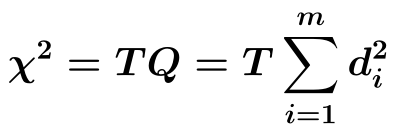 χ² = TQ = T ∑_{i=1}^{m} d_i²